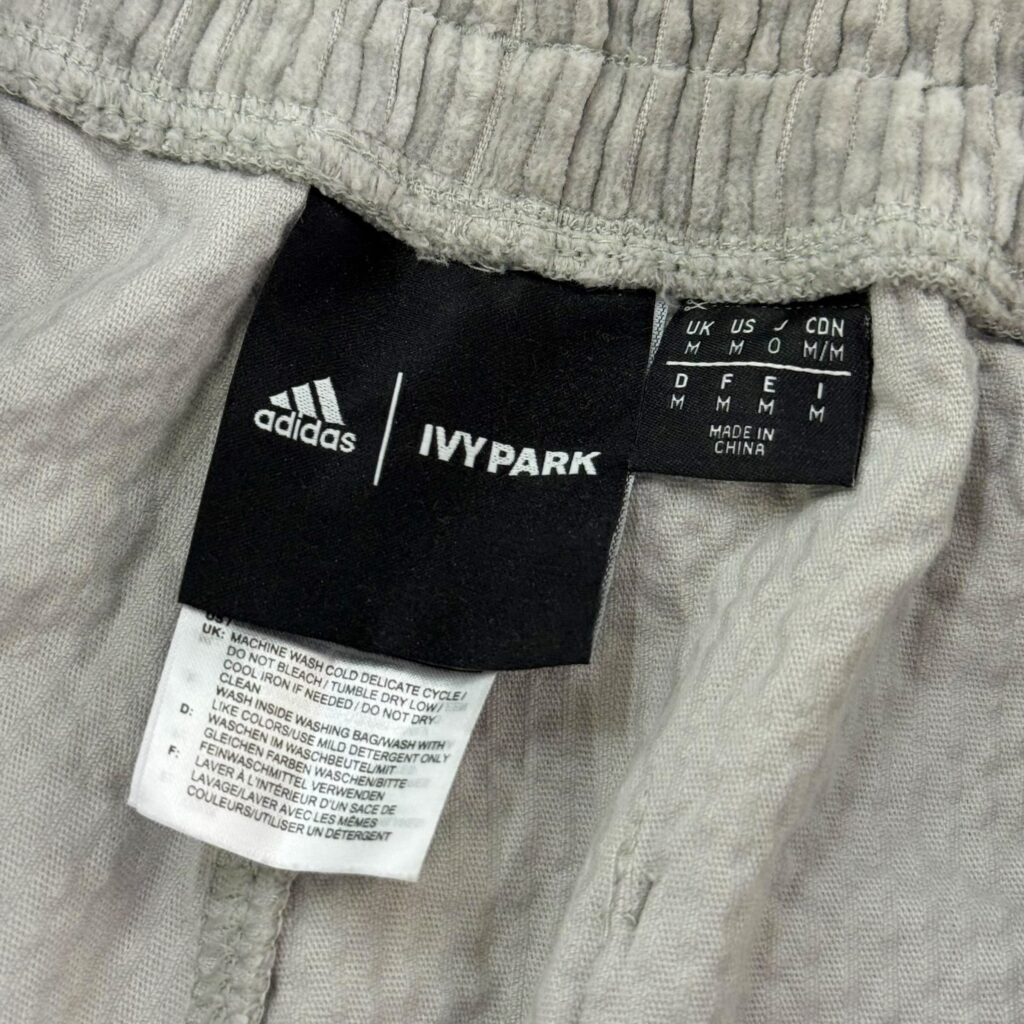 adidas
IVY PARK
UK US J CDN
M M O M/M
D F E I
M M M M
MADE IN
CHINA
UK: MACHINE WASH COLD DELICATE CYCLE /
DO NOT BLEACH / TUMBLE DRY LOW /
COOL IRON IF NEEDED / DO NOT DRY
CLEAN
WASH INSIDE WASHING BAG/WASH WITH
D: LIKE COLORS/USE MILD DETERGENT ONLY
WASCHEN IM WASCHBEUTEL/MIT
GLEICHEN FARBEN WASCHEN/BITTE
F: FEINWASCHMITTEL VERWENDEN
LAVER À L'INTÉRIEUR D'UN SACE DE
LAVAGE/LAVER AVEC LES MÊMES
COULEURS/UTILISER UN DÉTERGENT